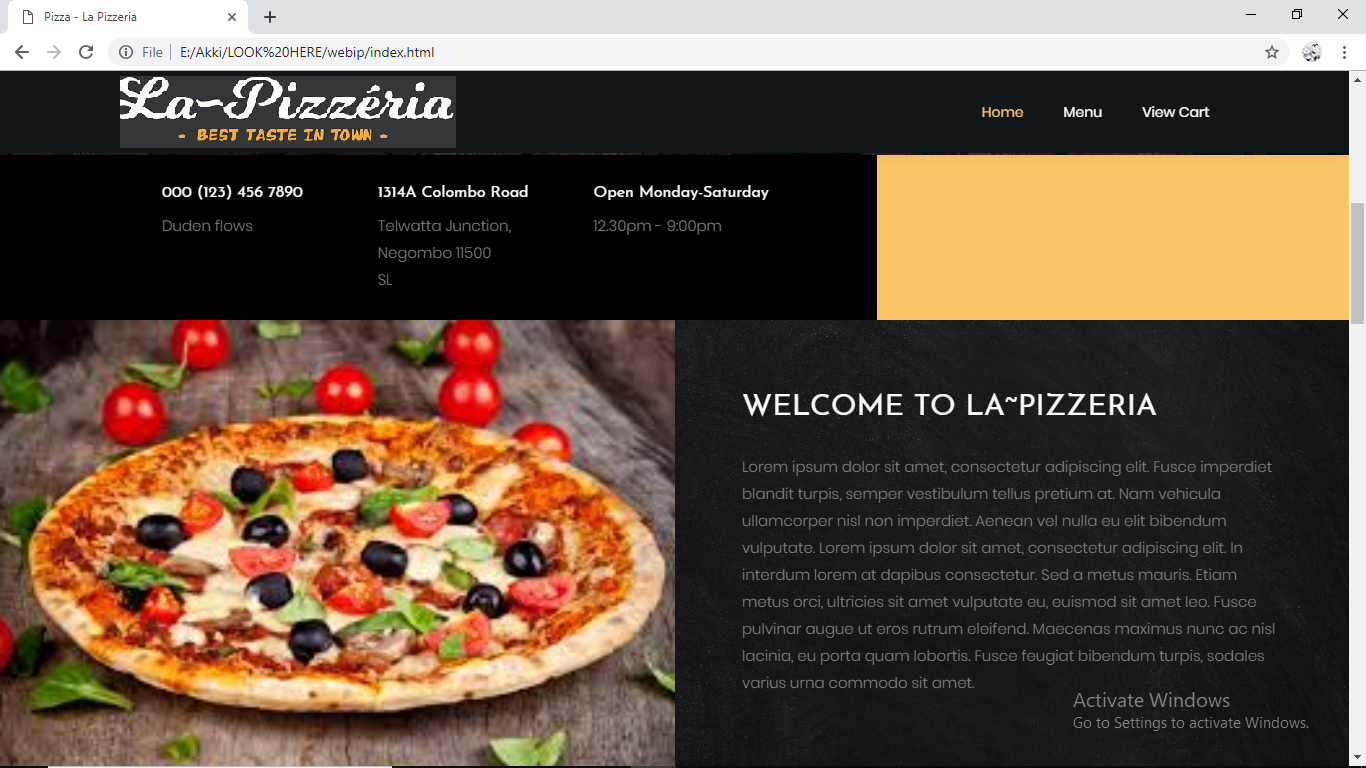 Pizza - La Pizzeria
File
E:/Akki/LOOK%20HERE/webip/index.html
La~Pizzéria
- BEST TASTE IN TOWN -
Home Menu View Cart
000 (123) 456 7890
Duden flows
1314A Colombo Road
Telwatta Junction,
Negombo 11500
SL
Open Monday-Saturday
12.30pm - 9:00pm
WELCOME TO LA~PIZZERIA
Lorem ipsum dolor sit amet, consectetur adipiscing elit. Fusce imperdiet
blandit turpis, semper vestibulum tellus pretium at. Nam vehicula
ullamcorper nisl non imperdiet. Aenean vel nulla eu elit bibendum
vulputate. Lorem ipsum dolor sit amet, consectetur adipiscing elit. In
interdum lorem at dapibus consectetur. Sed a metus mauris. Etiam
metus orci, ultricies sit amet vulputate eu, euismod sit amet leo. Fusce
pulvinar augue ut eros rutrum eleifend. Maecenas maximus nunc ac nisl
lacinia, eu porta quam lobortis. Fusce feugiat bibendum turpis, sodales
varius urna commodo sit amet.
Activate Windows
Go to Settings to activate Windows.